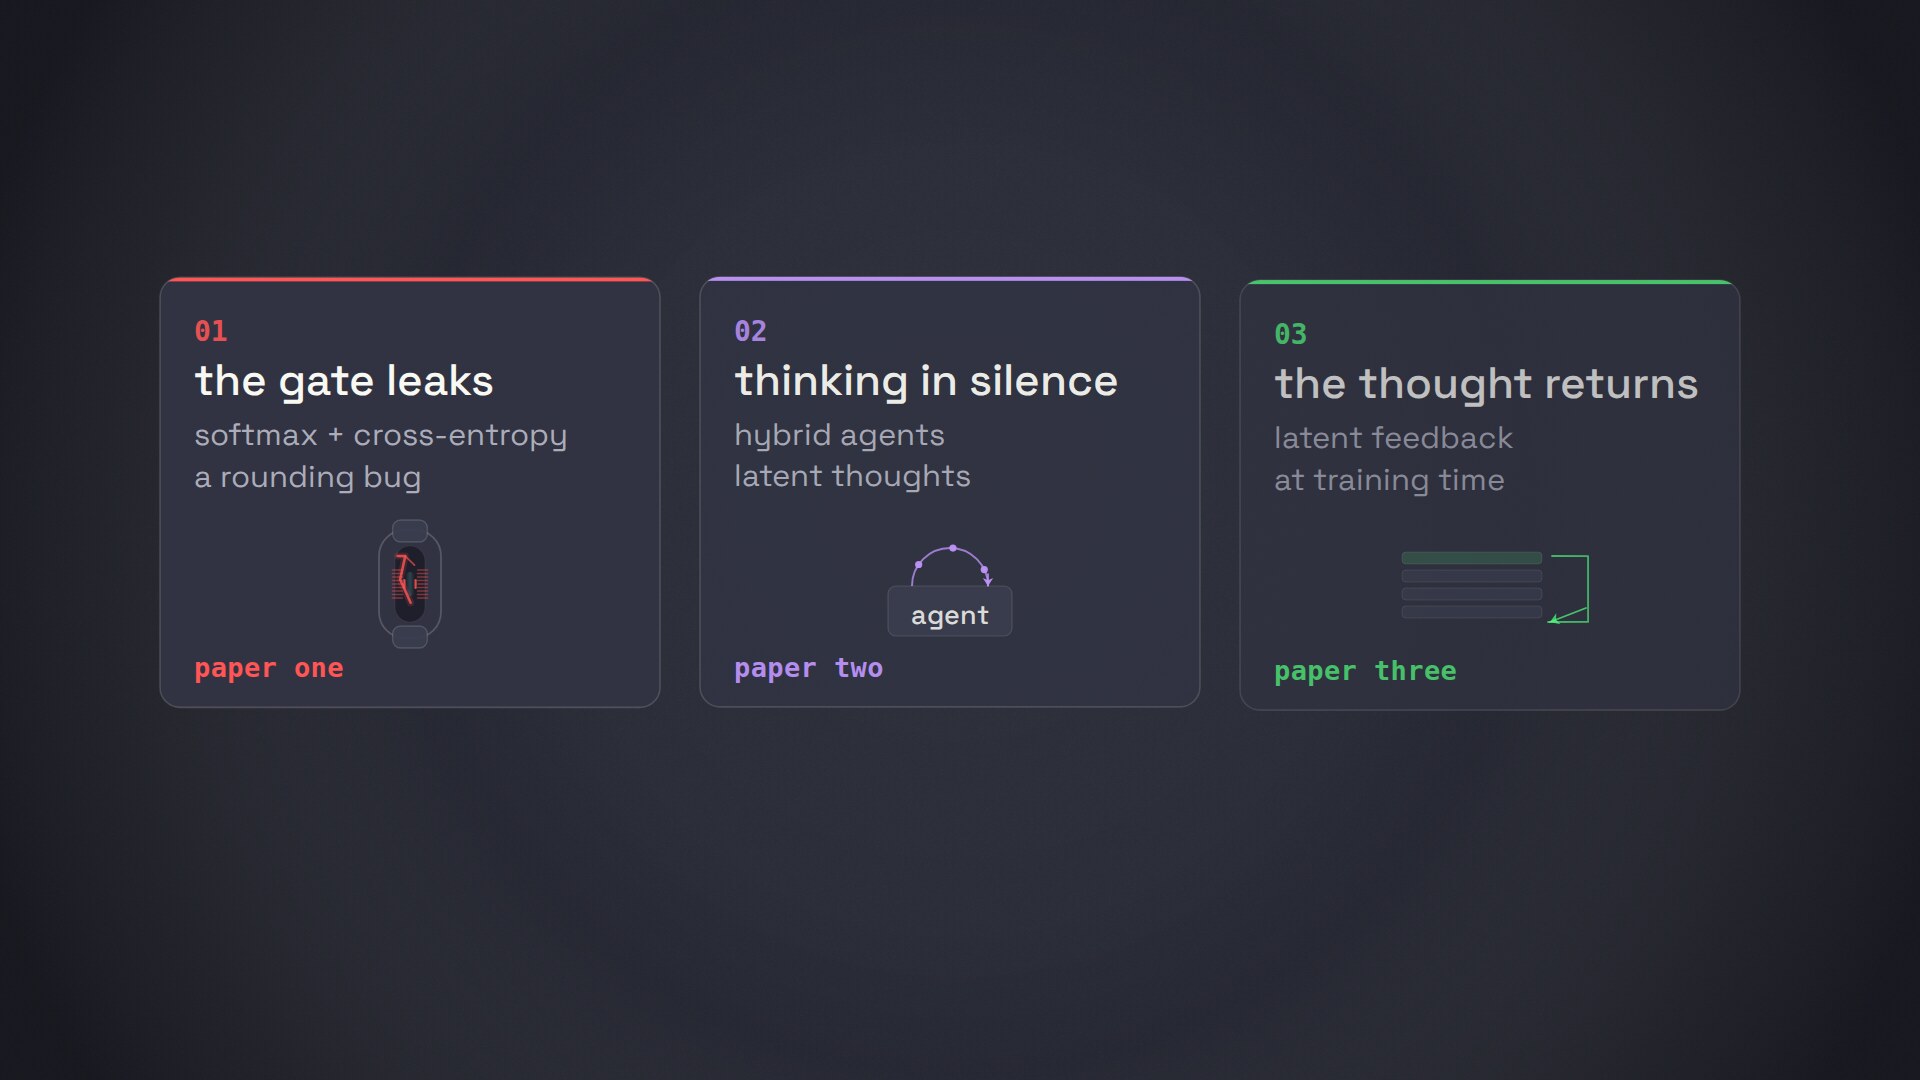 01
the gate leaks
softmax + cross-entropy
a rounding bug
paper one
02
thinking in silence
hybrid agents
latent thoughts
agent
paper two
03
the thought returns
latent feedback
at training time
paper three